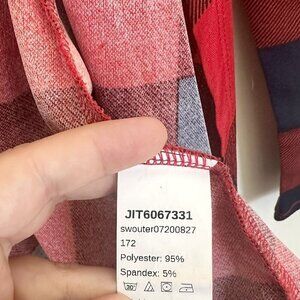 JIT6067331
swouter07200827
172
Polyester: 95%
Spandex: 5%